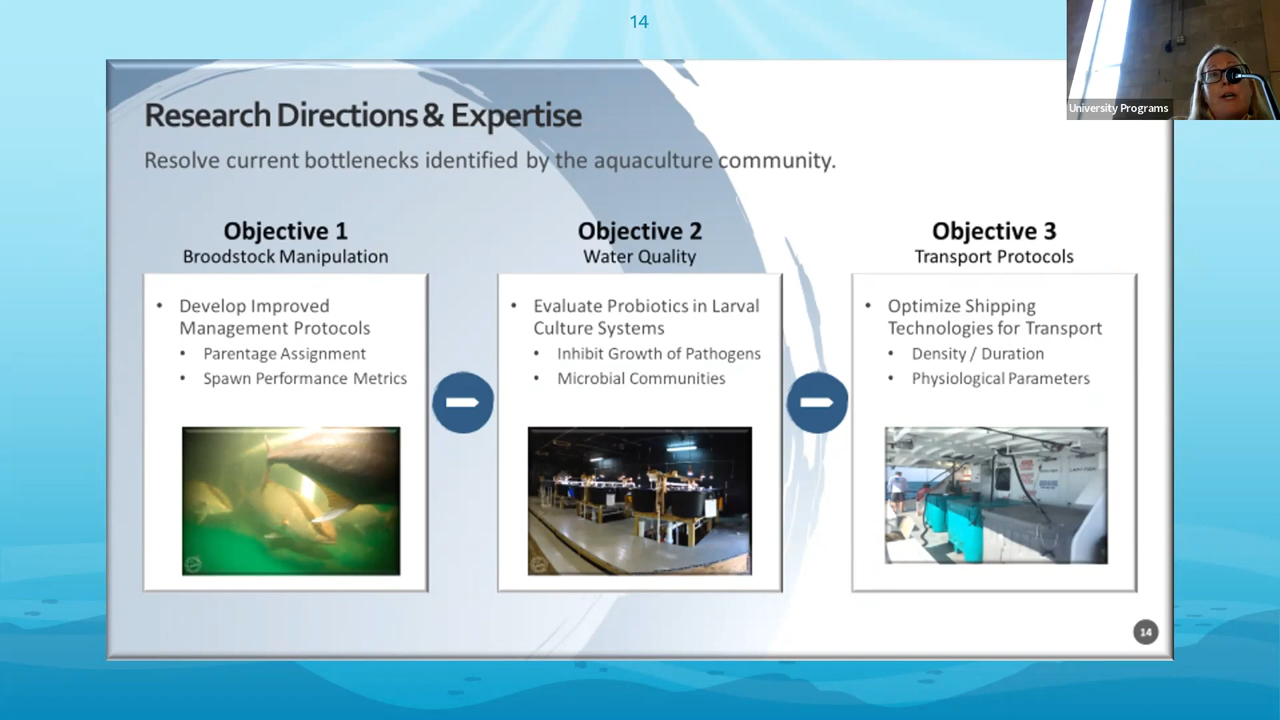 14
University Programs
Research Directions & Expertise
Resolve current bottlenecks identified by the aquaculture community.
Objective 1
Broodstock Manipulation
• Develop Improved
Management Protocols
• Parentage Assignment
• Spawn Performance Metrics
Objective 2
Water Quality
• Evaluate Probiotics in Larval
Culture Systems
• Inhibit Growth of Pathogens
• Microbial Communities
Objective 3
Transport Protocols
• Optimize Shipping
Technologies for Transport
• Density / Duration
• Physiological Parameters
14